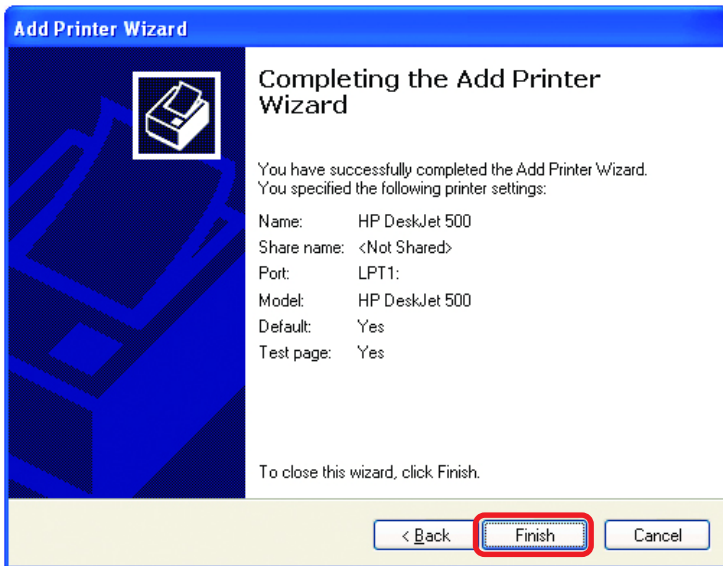 Add Printer Wizard
Completing the Add Printer
Wizard
You have successfully completed the Add Printer Wizard.
You specified the following printer settings:
Name: HP DeskJet 500
Share name: <Not Shared>
Port: LPT1:
Model: HP DeskJet 500
Default: Yes
Test page: Yes
To close this wizard, click Finish.
< Back Finish Cancel